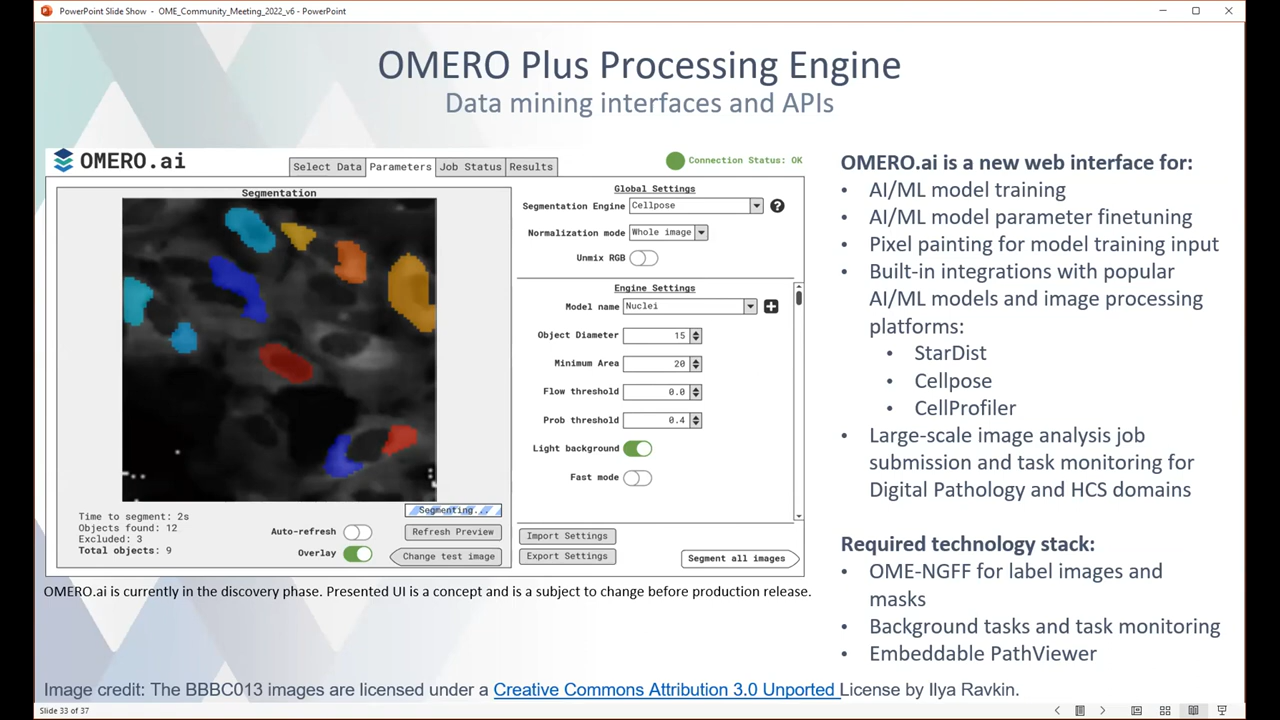 PowerPoint Slide Show - OME_Community_Meeting_2022_v6 - PowerPoint
OMERO Plus Processing Engine
Data mining interfaces and APIs
OMERO.ai
Select Data
Parameters
Job Status
Results
Connection Status: OK
Segmentation
Time to segment: 2s
Objects found: 12
Excluded: 3
Total objects: 9
Auto-refresh
Overlay
Segmenting...
Refresh Preview
Change test image
Global Settings
Segmentation Engine Cellpose ?
Normalization mode Whole image
Unmix RGB
Engine Settings
Model name Nuclei
Object Diameter 15
Minimum Area 20
Flow threshold 0.0
Prob threshold 0.4
Light background
Fast mode
Import Settings
Export Settings
Segment all images
OMERO.ai is currently in the discovery phase. Presented UI is a concept and is a subject to change before production release.
OMERO.ai is a new web interface for:
• AI/ML model training
• AI/ML model parameter finetuning
• Pixel painting for model training input
• Built-in integrations with popular
AI/ML models and image processing
platforms:
• StarDist
• Cellpose
• CellProfiler
• Large-scale image analysis job
submission and task monitoring for
Digital Pathology and HCS domains
Required technology stack:
• OME-NGFF for label images and
masks
• Background tasks and task monitoring
• Embeddable PathViewer
Image credit: The BBBC013 images are licensed under a Creative Commons Attribution 3.0 Unported License by Ilya Ravkin.
Slide 33 of 37